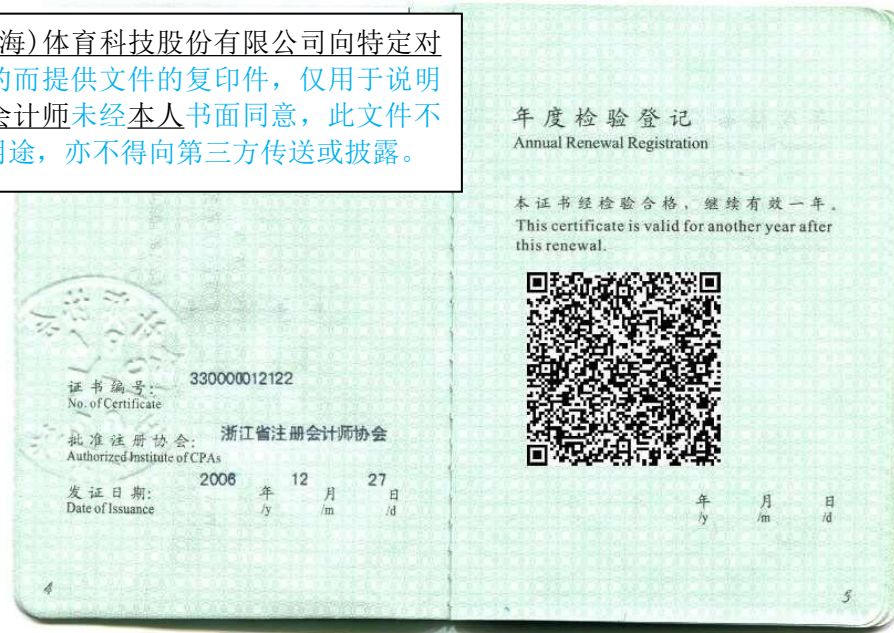 海)体育科技股份有限公司向特定对
的而提供文件的复印件，仅用于说明
会计师未经本人书面同意，此文件不
用途，亦不得向第三方传送或披露。
证书编号: 330000012122
No. of Certificate
批准注册协会: 浙江省注册会计师协会
Authorized Institute of CPAs
发证日期: 2006 年 12 月 27 日
Date of Issuance /y /m /d
4
年度检验登记
Annual Renewal Registration
本证书经检验合格，继续有效一年。
This certificate is valid for another year after
this renewal.
年 月 日
/y /m /d
5